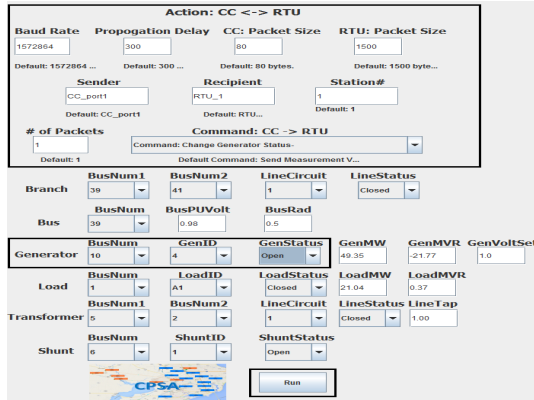 Action: CC <-> RTU
Baud Rate Propogation Delay CC: Packet Size RTU: Packet Size
1572864 300 80 1500
Default: 1572864 ... Default: 300 ... Default: 80 bytes. Default: 1500 byte...
Sender Recipient Station#
CC_port1 RTU_1 1
Default: CC_port1 Default: RTU... Default: 1
# of Packets Command: CC -> RTU
1 Command: Change Generator Status-
Default: 1 Default Command: Send Measurement V...
BusNum1 BusNum2 LineCircuit LineStatus
Branch 39 41 1 Closed
BusNum BusPUVolt BusRad
Bus 39 0.98 0.5
BusNum GenID GenStatus GenMW GenMVR GenVoltSet
Generator 10 4 Open 49.35 -21.77 1.0
BusNum LoadID LoadStatus LoadMW LoadMVR
Load 1 A1 Closed 21.04 0.37
BusNum1 BusNum2 LineCircuit LineStatus LineTap
Transformer 5 2 1 Closed 1.00
BusNum ShuntID ShuntStatus
Shunt 6 1 Open
CPSA Run